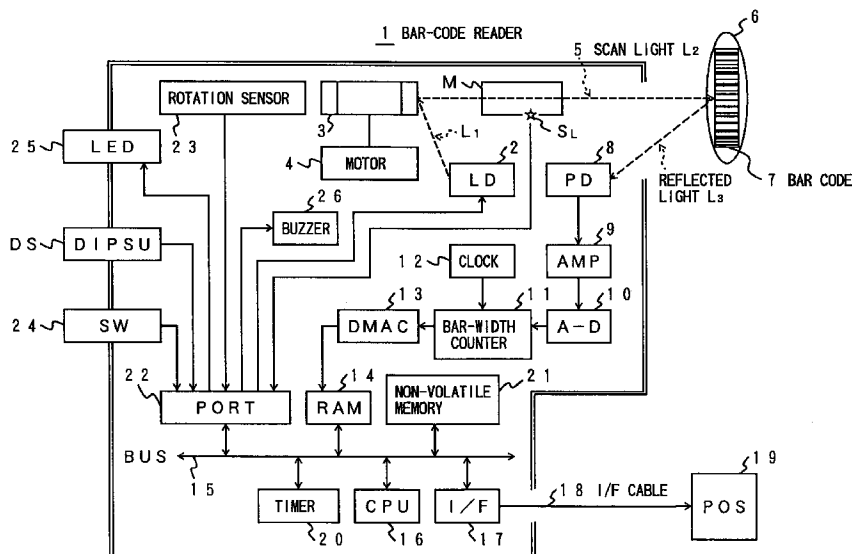 1 BAR-CODE READER
6
5 SCAN LIGHT L2
ROTATION SENSOR
M
3
L1
SL
25
LED
23
4
MOTOR
2
LD
8
PD
REFLECTED
LIGHT L3
7 BAR CODE
26
BUZZER
DS
DIPSU
12
CLOCK
9
AMP
13
11
10
24
SW
DMAC
BAR-WIDTH
COUNTER
A-D
22
PORT
14
RAM
NON-VOLATILE
MEMORY
21
BUS
15
19
TIMER
CPU
I/F
18 I/F CABLE
POS
20
16
17